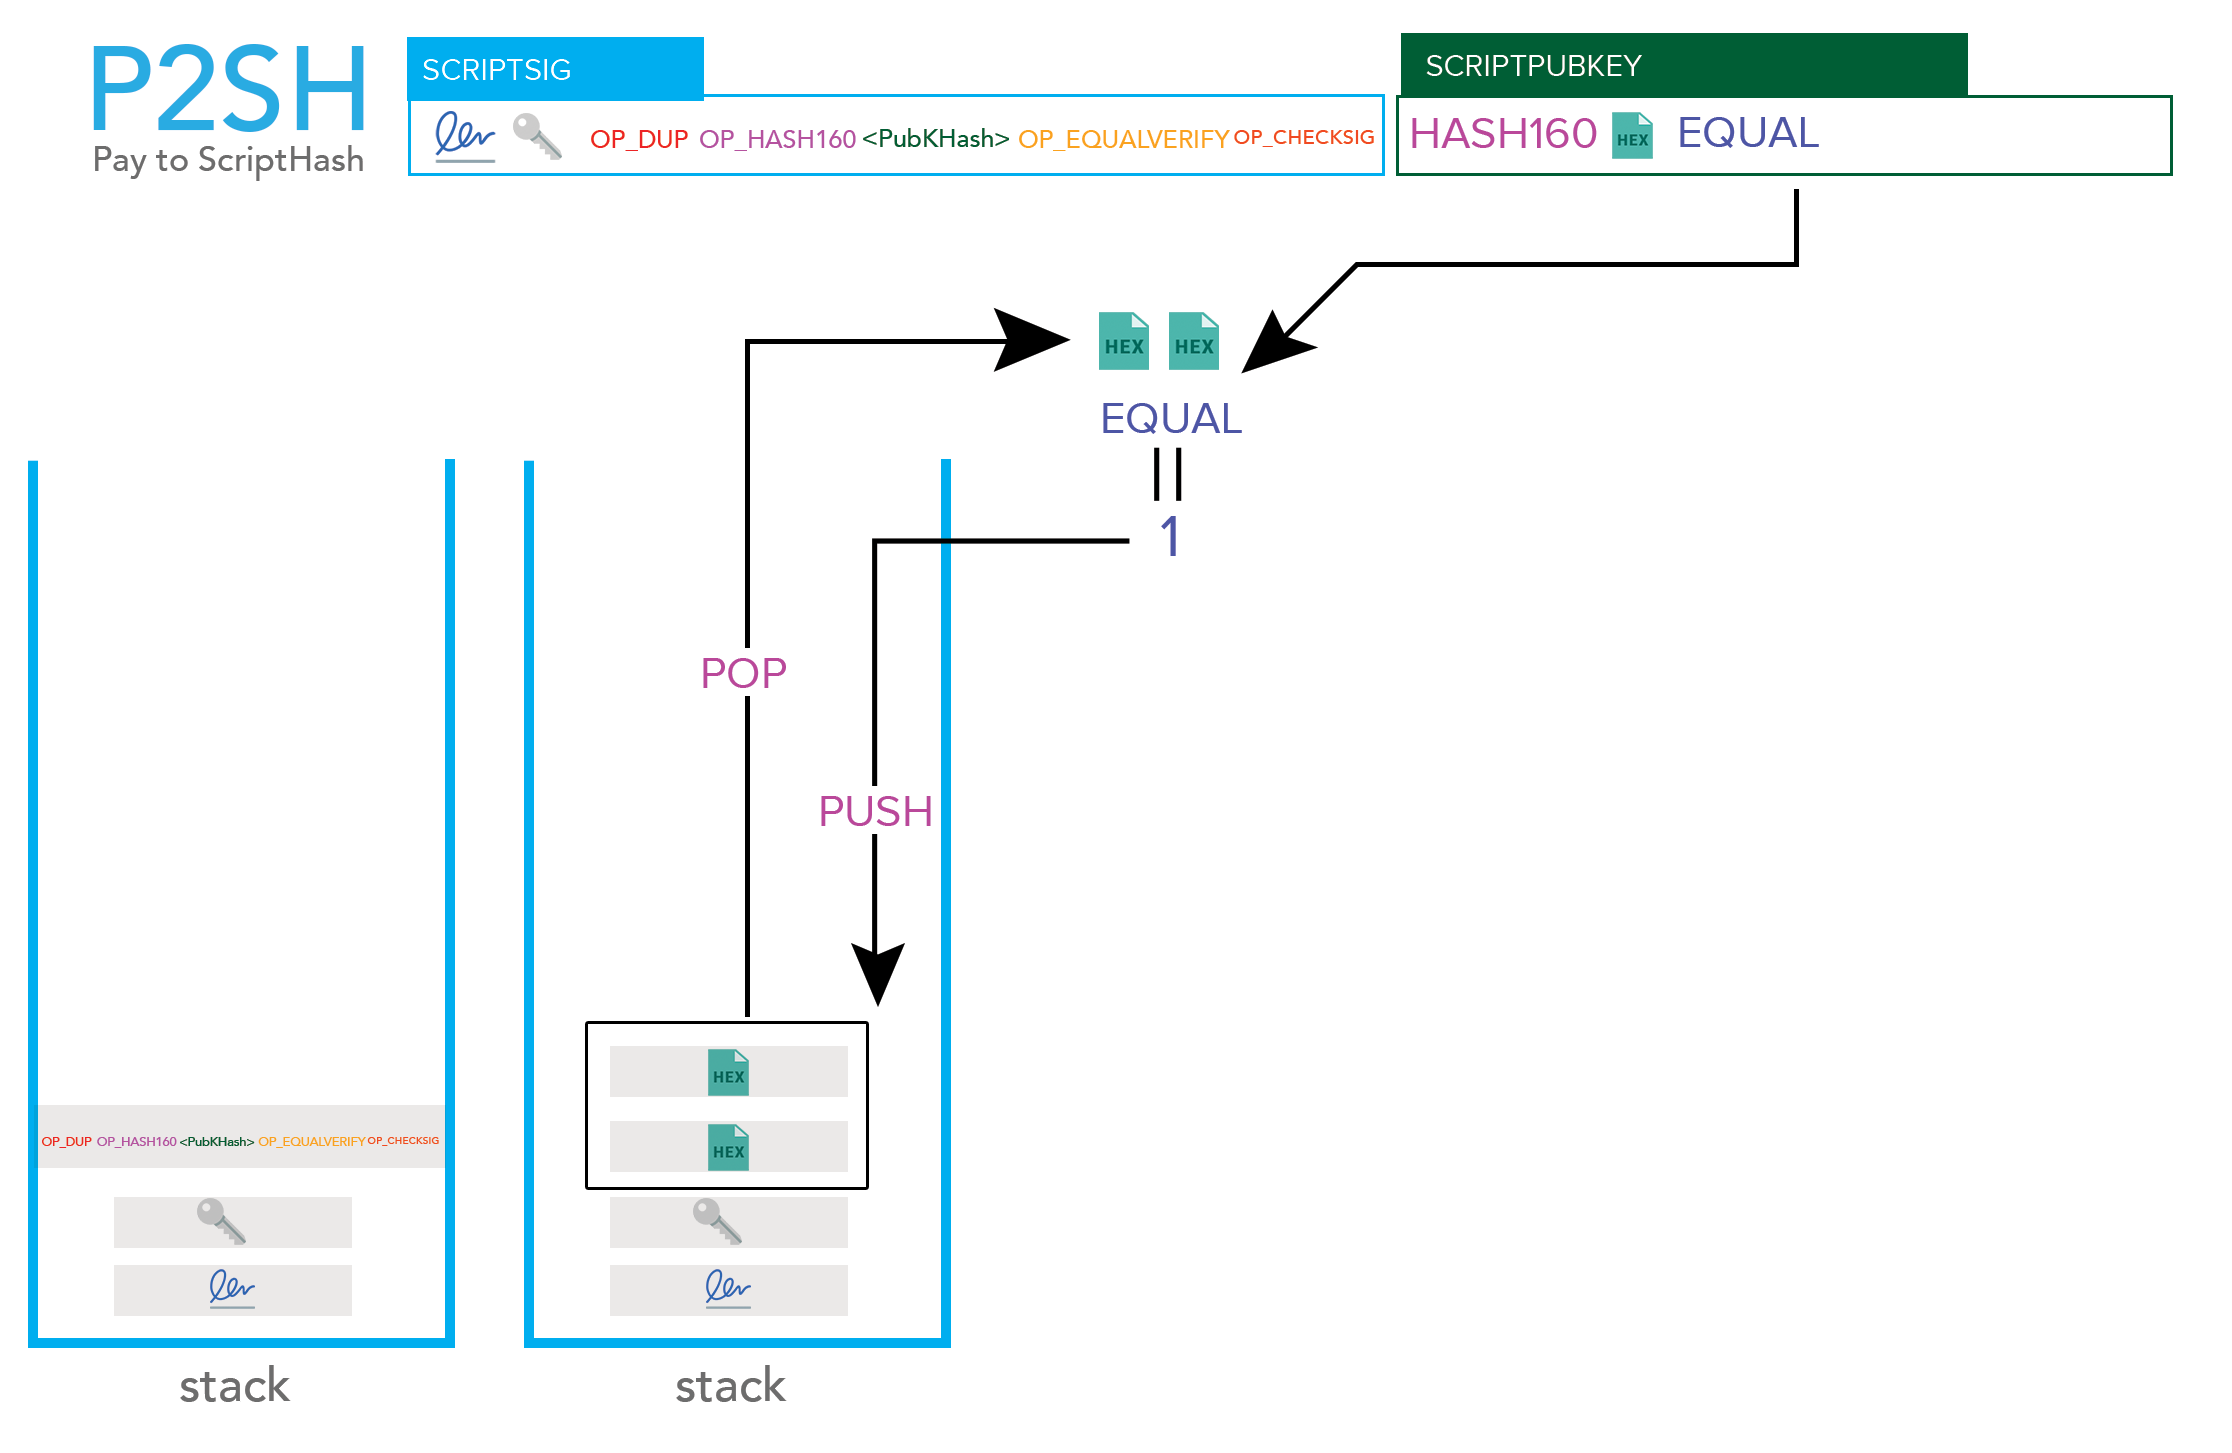 P2SH
Pay to ScriptHash
SCRIPTSIG
OP_DUP OP_HASH160 <PubKHash> OP_EQUALVERIFY OP_CHECKSIG
SCRIPTPUBKEY
HASH160 HEX EQUAL
HEX HEX
EQUAL
1
POP
PUSH
HEX
HEX
OP_DUP OP_HASH160 <PubKHash> OP_EQUALVERIFY OP_CHECKSIG
stack
stack